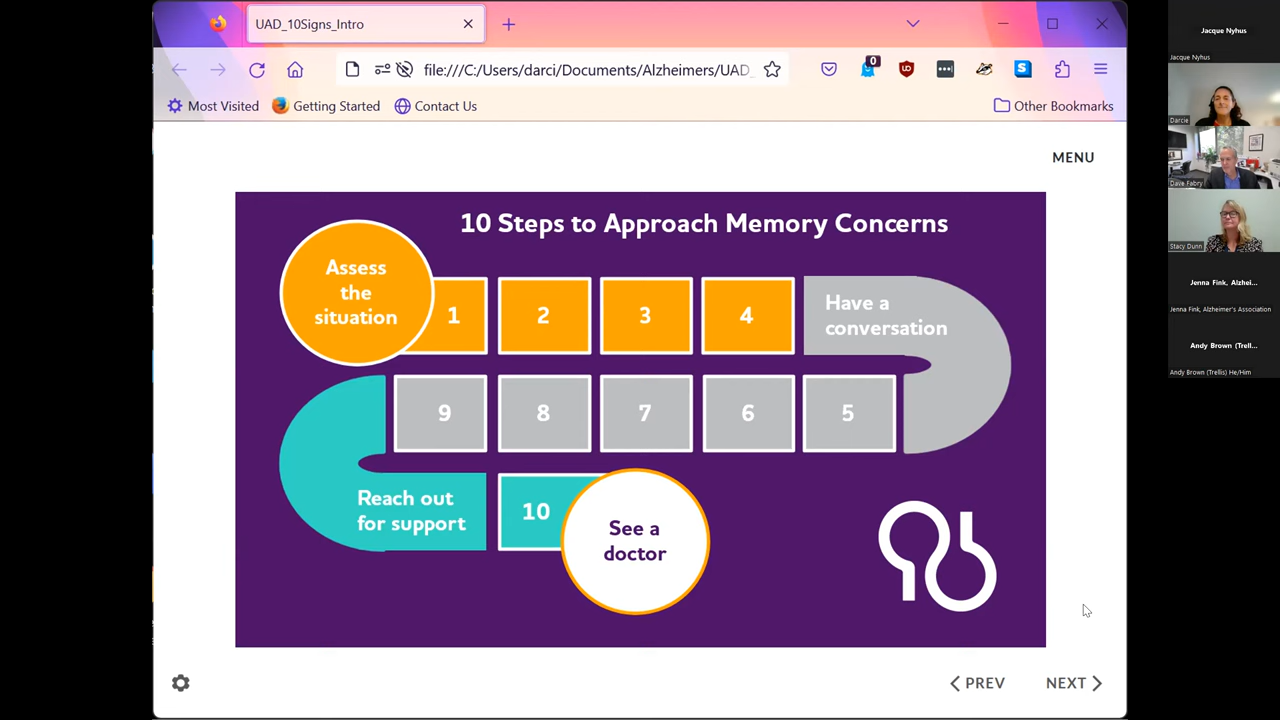 UAD_10Signs_Intro
file:///C:/Users/darci/Documents/Alzheimers/UAD_
0
Most Visited
Getting Started
Contact Us
Other Bookmarks
MENU
10 Steps to Approach Memory Concerns
Assess
the
situation
1
2
3
4
Have a
conversation
9
8
7
6
5
Reach out
for support
10
See a
doctor
PREV
NEXT
Jacque Nyhus
Jacque Nyhus
Darcie
Dave Fabry
Stacy Dunn
Jenna Fink, Alzhei...
Jenna Fink, Alzheimer's Association
Andy Brown (Trell...
Andy Brown (Trellis) He/Him